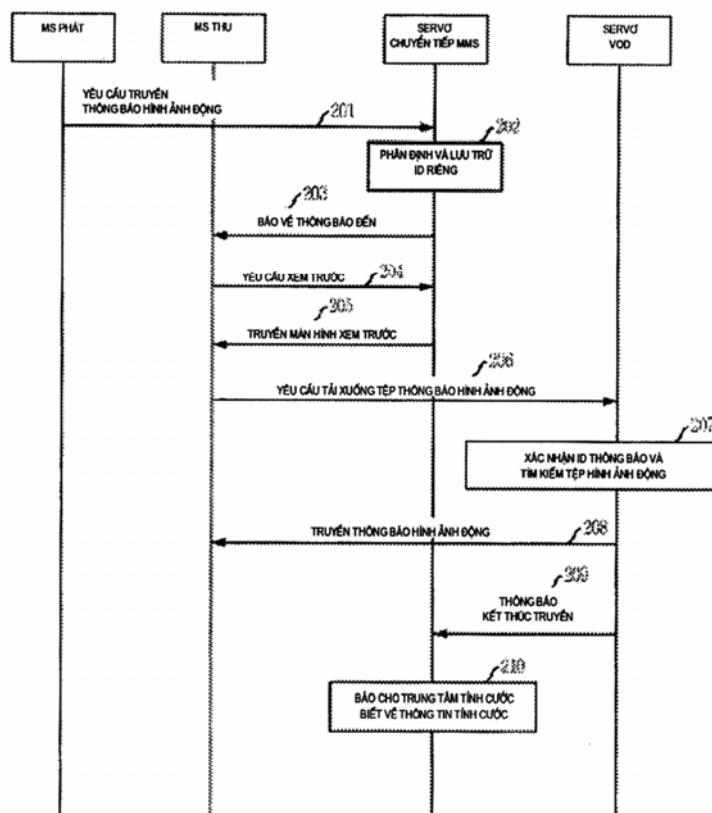 MS PHÁT
MS THU
SERVƠ
CHUYỂN TIẾP MMS
SERVƠ
VOD
YÊU CẦU TRUYỀN
THÔNG BÁO HÌNH ẢNH ĐỘNG
201
202
PHÂN ĐỊNH VÀ LƯU TRỮ
ID RIÊNG
203
BÁO VỀ THÔNG BÁO ĐẾN
YÊU CẦU XEM TRƯỚC
204
205
TRUYỀN MÀN HÌNH XEM TRƯỚC
206
YÊU CẦU TẢI XUỐNG TỆP THÔNG BÁO HÌNH ẢNH ĐỘNG
207
XÁC NHẬN ID THÔNG BÁO VÀ
TÌM KIẾM TỆP HÌNH ẢNH ĐỘNG
TRUYỀN THÔNG BÁO HÌNH ẢNH ĐỘNG
208
209
THÔNG BÁO
KẾT THÚC TRUYỀN
210
BÁO CHO TRUNG TÂM TÍNH CƯỚC
BIẾT VỀ THÔNG TIN TÍNH CƯỚC